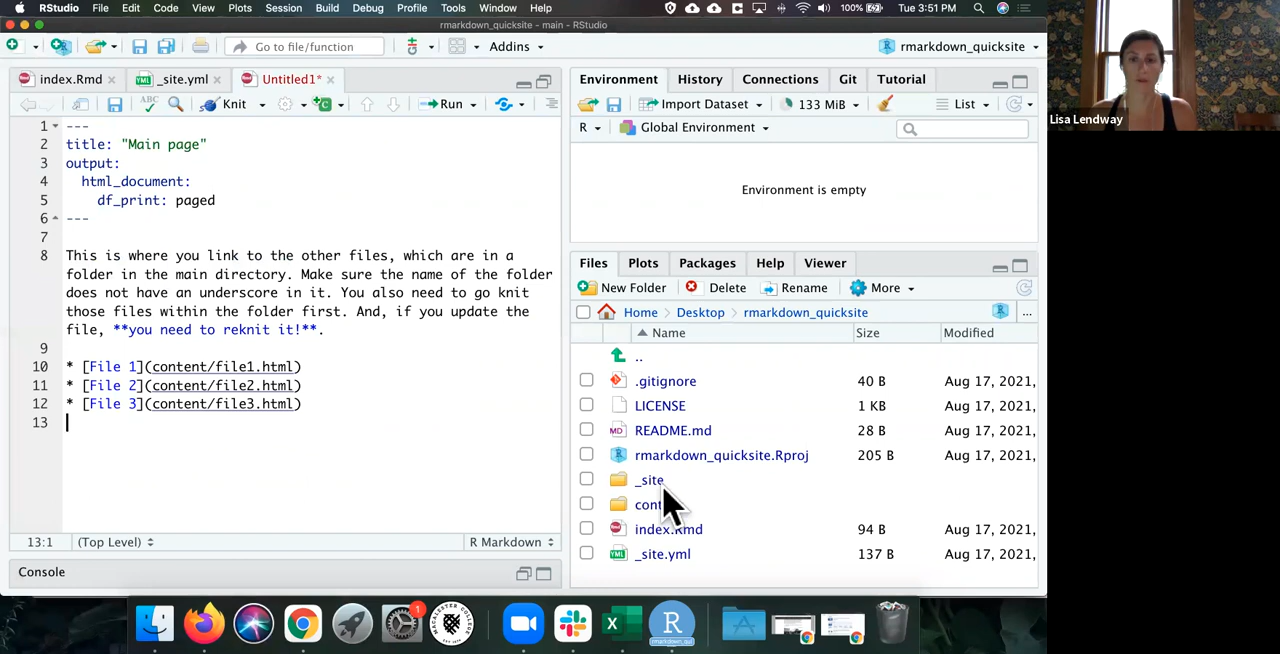 RStudio File Edit Code View Plots Session Build Debug Profile Tools Window Help 100% Tue 3:51 PM
rmarkdown_quicksite - main - RStudio
Go to file/function Addins rmarkdown_quicksite
index.Rmd _site.yml Untitled1*
Knit Run
1 ---
2 title: "Main page"
3 output:
4 html_document:
5 df_print: paged
6 ---
7
8 This is where you link to the other files, which are in a
folder in the main directory. Make sure the name of the folder
does not have an underscore in it. You also need to go knit
those files within the folder first. And, if you update the
file, **you need to reknit it!**.
9
10 * [File 1](content/file1.html)
11 * [File 2](content/file2.html)
12 * [File 3](content/file3.html)
13
13:1 (Top Level) R Markdown
Console
Environment History Connections Git Tutorial
Import Dataset 133 MiB List
R Global Environment
Environment is empty
Files Plots Packages Help Viewer
New Folder Delete Rename More
Home Desktop rmarkdown_quicksite ...
Name Size Modified
..
.gitignore 40 B Aug 17, 2021,
LICENSE 1 KB Aug 17, 2021,
README.md 28 B Aug 17, 2021,
rmarkdown_quicksite.Rproj 205 B Aug 17, 2021,
_site
cont
index.Rmd 94 B Aug 17, 2021,
_site.yml 137 B Aug 17, 2021,
Lisa Lendway